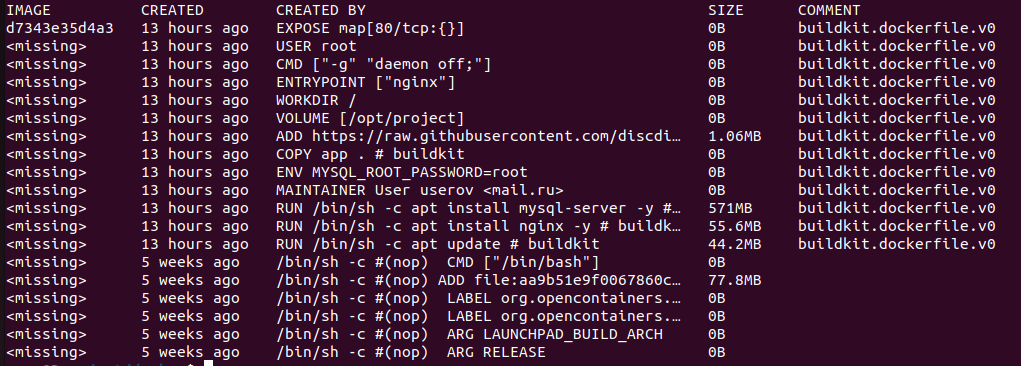 IMAGE CREATED CREATED BY SIZE COMMENT
d7343e35d4a3 13 hours ago EXPOSE map[80/tcp:{}] 0B buildkit.dockerfile.v0
<missing> 13 hours ago USER root 0B buildkit.dockerfile.v0
<missing> 13 hours ago CMD ["-g" "daemon off;"] 0B buildkit.dockerfile.v0
<missing> 13 hours ago ENTRYPOINT ["nginx"] 0B buildkit.dockerfile.v0
<missing> 13 hours ago WORKDIR / 0B buildkit.dockerfile.v0
<missing> 13 hours ago VOLUME [/opt/project] 0B buildkit.dockerfile.v0
<missing> 13 hours ago ADD https://raw.githubusercontent.com/discdi… 1.06MB buildkit.dockerfile.v0
<missing> 13 hours ago COPY app . # buildkit 0B buildkit.dockerfile.v0
<missing> 13 hours ago ENV MYSQL_ROOT_PASSWORD=root 0B buildkit.dockerfile.v0
<missing> 13 hours ago MAINTAINER User userov <mail.ru> 0B buildkit.dockerfile.v0
<missing> 13 hours ago RUN /bin/sh -c apt install mysql-server -y #… 571MB buildkit.dockerfile.v0
<missing> 13 hours ago RUN /bin/sh -c apt install nginx -y # buildk… 55.6MB buildkit.dockerfile.v0
<missing> 13 hours ago RUN /bin/sh -c apt update # buildkit 44.2MB buildkit.dockerfile.v0
<missing> 5 weeks ago /bin/sh -c #(nop) CMD ["/bin/bash"] 0B
<missing> 5 weeks ago /bin/sh -c #(nop) ADD file:aa9b51e9f0067860c… 77.8MB
<missing> 5 weeks ago /bin/sh -c #(nop) LABEL org.opencontainers.… 0B
<missing> 5 weeks ago /bin/sh -c #(nop) LABEL org.opencontainers.… 0B
<missing> 5 weeks ago /bin/sh -c #(nop) ARG LAUNCHPAD_BUILD_ARCH 0B
<missing> 5 weeks ago /bin/sh -c #(nop) ARG RELEASE 0B